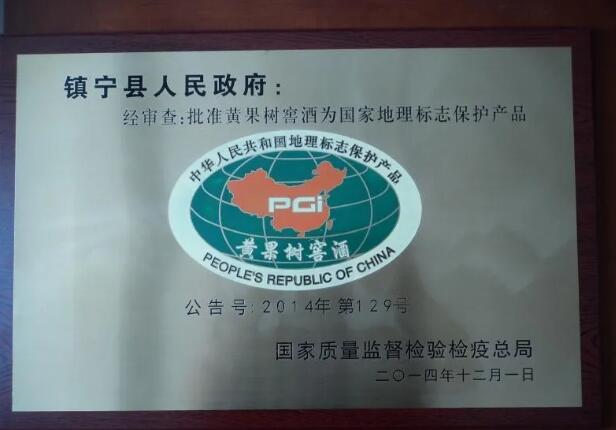 镇宁县人民政府：
经审查：批准黄果树窖酒为国家地理标志保护产品
中华人民共和国地理标志保护产品
PGi
黄果树窖酒
PEOPLE'S REPUBLIC OF CHINA
公告号：2014年第129号
国家质量监督检验检疫总局
二〇一四年十二月一日